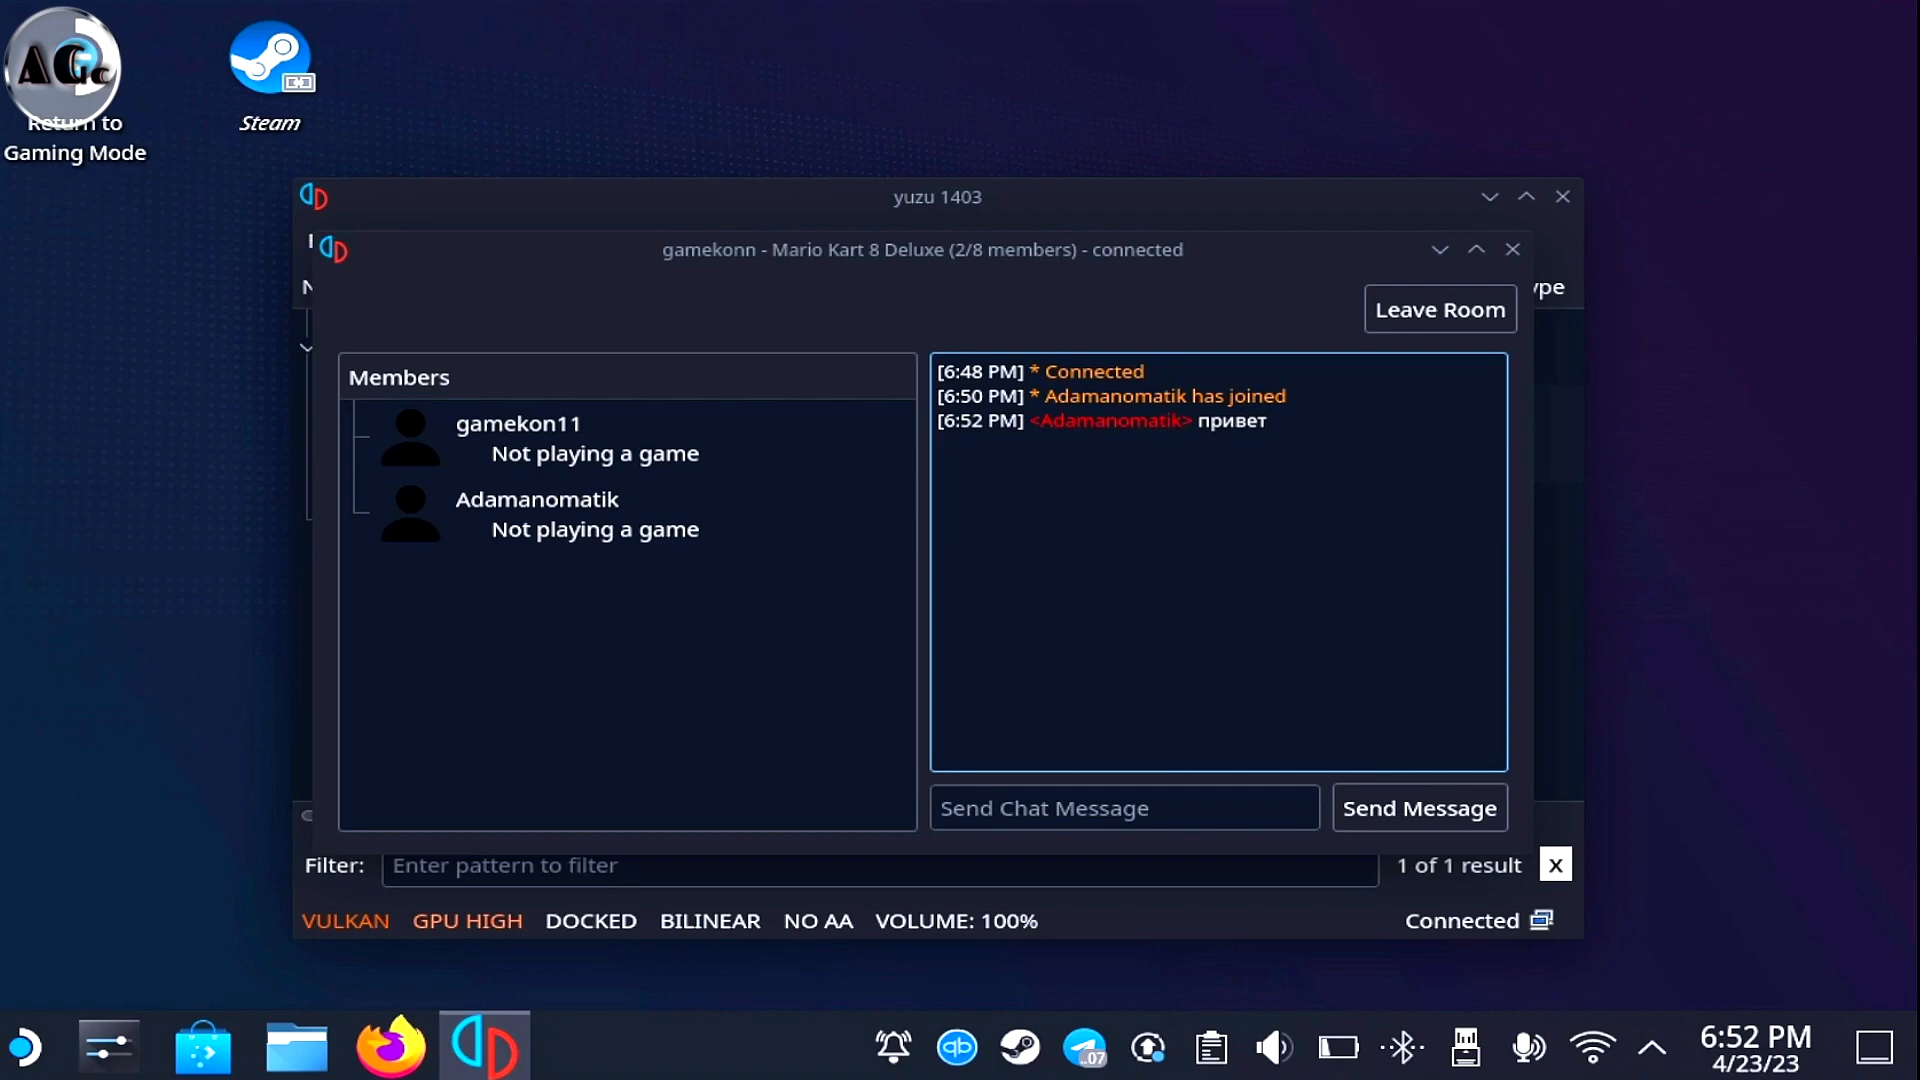 AGc
Return to
Gaming Mode
Steam
yuzu 1403
gamekonn - Mario Kart 8 Deluxe (2/8 members) - connected
Leave Room
Members
gamekon11
Not playing a game
Adamanomatik
Not playing a game
[6:48 PM] * Connected
[6:50 PM] * Adamanomatik has joined
[6:52 PM] <Adamanomatik> привет
Send Chat Message
Send Message
Filter:
Enter pattern to filter
1 of 1 result
x
VULKAN GPU HIGH DOCKED BILINEAR NO AA VOLUME: 100%
Connected
qb
..07
6:52 PM
4/23/23